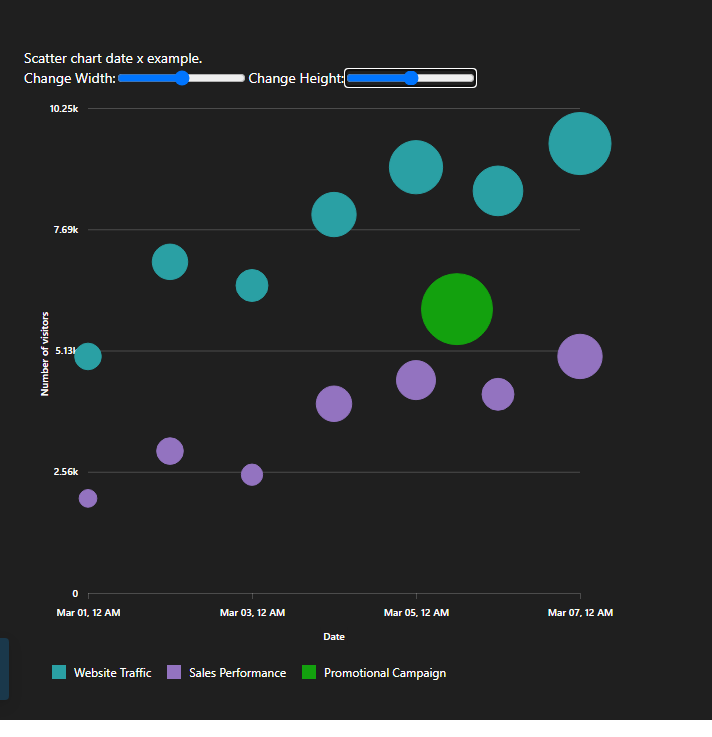 Scatter chart date x example.
Change Width: Change Height:
10.25k
7.69k
5.13k
2.56k
0
Number of visitors
Mar 01, 12 AM Mar 03, 12 AM Mar 05, 12 AM Mar 07, 12 AM
Date
Website Traffic Sales Performance Promotional Campaign